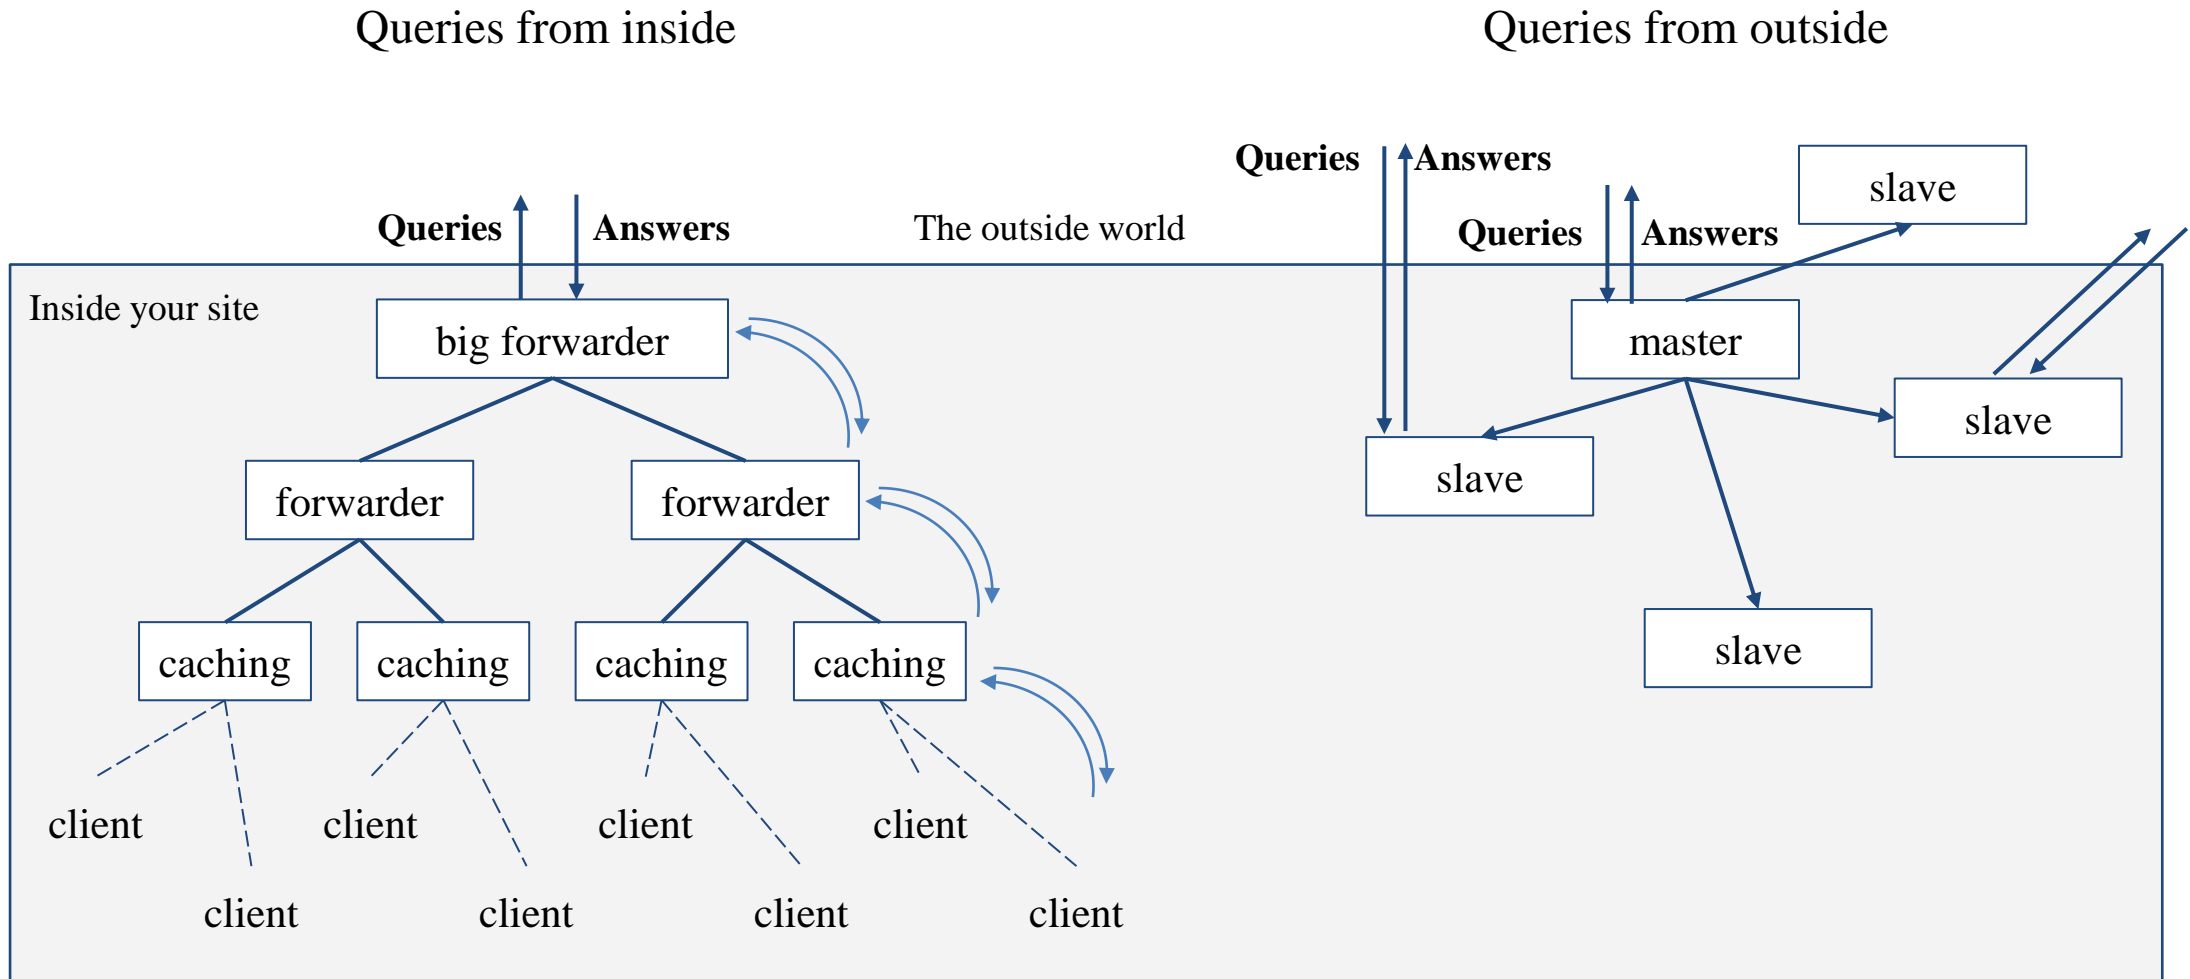 Queries from inside
Queries from outside
Queries
Answers
slave
Queries
Answers
The outside world
Queries
Answers
Inside your site
big forwarder
master
slave
slave
forwarder
forwarder
slave
caching
caching
caching
caching
client
client
client
client
client
client
client
client